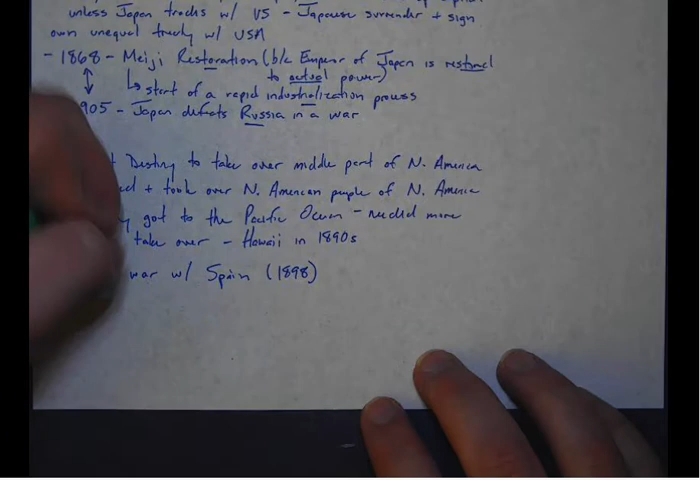 unless Japan trades w/ US - Japanese surrender + sign
own unequal treaty w/ USA
- 1868 - Meiji Restoration (b/c Emperor of Japan is restored
to actual power)
↳ start of a rapid industrialization process
905 - Japan defeats Russia in a war
Destiny to take over middle part of N. America
+ took over N. American people of N. America
got to the Pacific Ocean - needed more
take over - Hawaii in 1890s
war w/ Spain (1898)